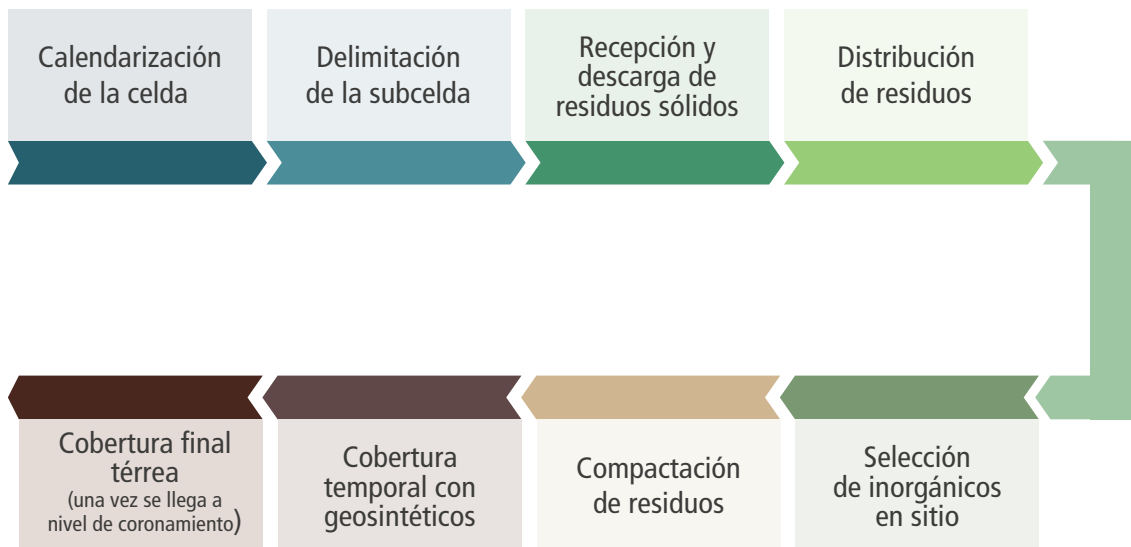 Calendarización
de la celda
Delimitación
de la subcelda
Recepción y
descarga de
residuos sólidos
Distribución
de residuos
Selección
de inorgánicos
en sitio
Compactación
de residuos
Cobertura
temporal con
geosintéticos
Cobertura final
térrea
(una vez se llega a
nivel de coronamiento)